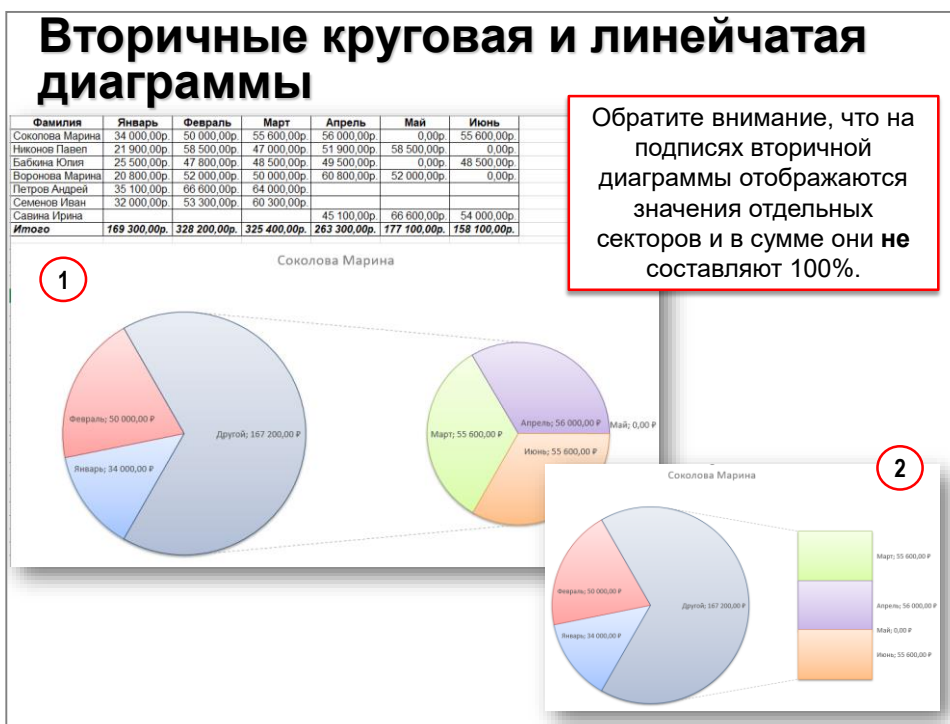 Вторичные круговая и линейчатая
диаграммы
Фамилия Январь Февраль Март Апрель Май Июнь
Соколова Марина 34 000,00р. 50 000,00р. 55 600,00р. 56 000,00р. 0,00р. 55 600,00р.
Никонов Павел 21 900,00р. 58 500,00р. 47 000,00р. 51 900,00р. 58 500,00р. 0,00р.
Бабкина Юлия 25 500,00р. 47 800,00р. 48 500,00р. 49 500,00р. 0,00р. 48 500,00р.
Воронова Марина 20 800,00р. 52 000,00р. 50 000,00р. 60 800,00р. 52 000,00р. 0,00р.
Петров Андрей 35 100,00р. 66 600,00р. 64 000,00р.
Семенов Иван 32 000,00р. 53 300,00р. 60 300,00р.
Савина Ирина 45 100,00р. 66 600,00р. 54 000,00р.
Итого 169 300,00р. 328 200,00р. 325 400,00р. 263 300,00р. 177 100,00р. 158 100,00р.
Обратите внимание, что на
подписях вторичной
диаграммы отображаются
значения отдельных
секторов и в сумме они не
составляют 100%.
1
Соколова Марина
Февраль; 50 000,00 ₽
Январь; 34 000,00 ₽
Другой; 167 200,00 ₽
Март; 55 600,00 ₽
Апрель; 56 000,00 ₽
Май; 0,00 ₽
Июнь; 55 600,00 ₽
2
Соколова Марина
Февраль; 50 000,00 ₽
Январь; 34 000,00 ₽
Другой; 167 200,00 ₽
Март; 55 600,00 ₽
Апрель; 56 000,00 ₽
Май; 0,00 ₽
Июнь; 55 600,00 ₽